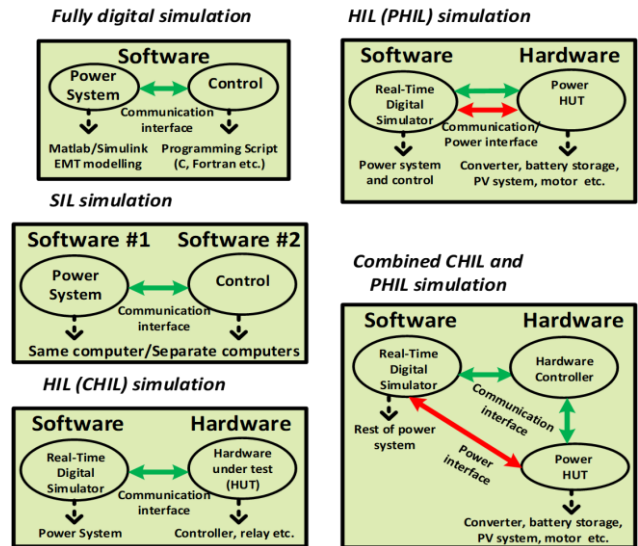 Fully digital simulation
Software
Power
System
Control
Communication
interface
Matlab/Simulink
EMT modelling
Programming Script
(C, Fortran etc.)
SIL simulation
Software #1
Software #2
Power
System
Control
Communication
interface
Same computer/Separate computers
HIL (CHIL) simulation
Software
Hardware
Real-Time
Digital
Simulator
Hardware
under test
(HUT)
Communication
interface
Power System
Controller, relay etc.
HIL (PHIL) simulation
Software
Hardware
Real-Time
Digital
Simulator
Power
HUT
Communication/
Power interface
Power system
and control
Converter, battery storage,
PV system, motor etc.
Combined CHIL and
PHIL simulation
Software
Hardware
Real-Time
Digital
Simulator
Hardware
Controller
Communication
interface
Rest of power
system
Power
interface
Power
HUT
Converter, battery storage,
PV system, motor etc.